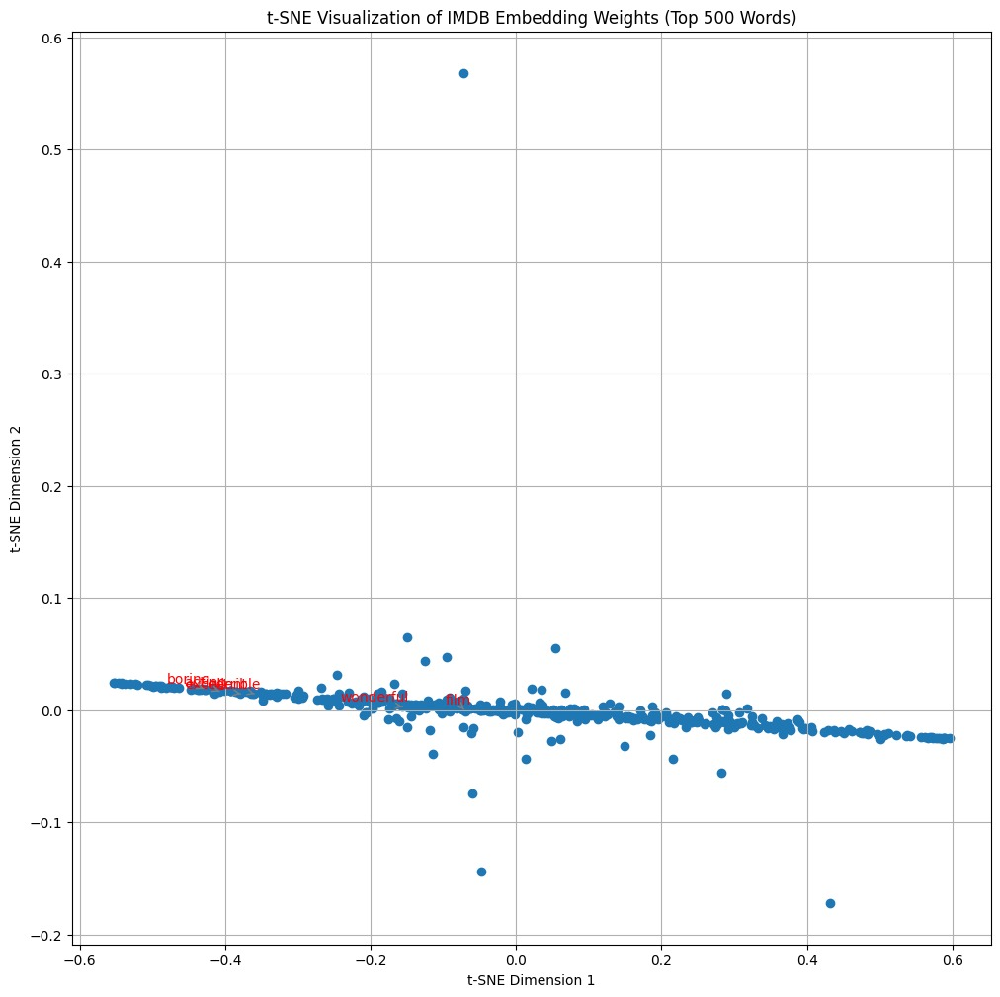 t-SNE Visualization of IMDB Embedding Weights (Top 500 Words)
0.6
0.5
0.4
0.3
0.2
0.1
0.0
−0.1
−0.2
t-SNE Dimension 2
boring
wonderful
film
−0.6
−0.4
−0.2
0.0
0.2
0.4
0.6
t-SNE Dimension 1